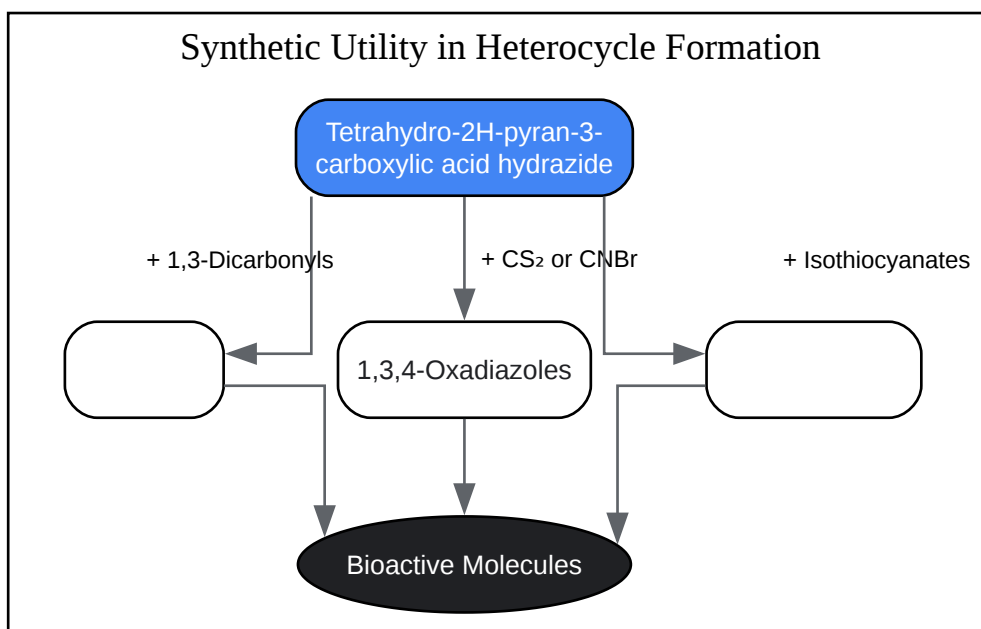 Synthetic Utility in Heterocycle Formation
Tetrahydro-2H-pyran-3-
carboxylic acid hydrazide
+ 1,3-Dicarbonyls
+ CS₂ or CNBr
+ Isothiocyanates
1,3,4-Oxadiazoles
Bioactive Molecules